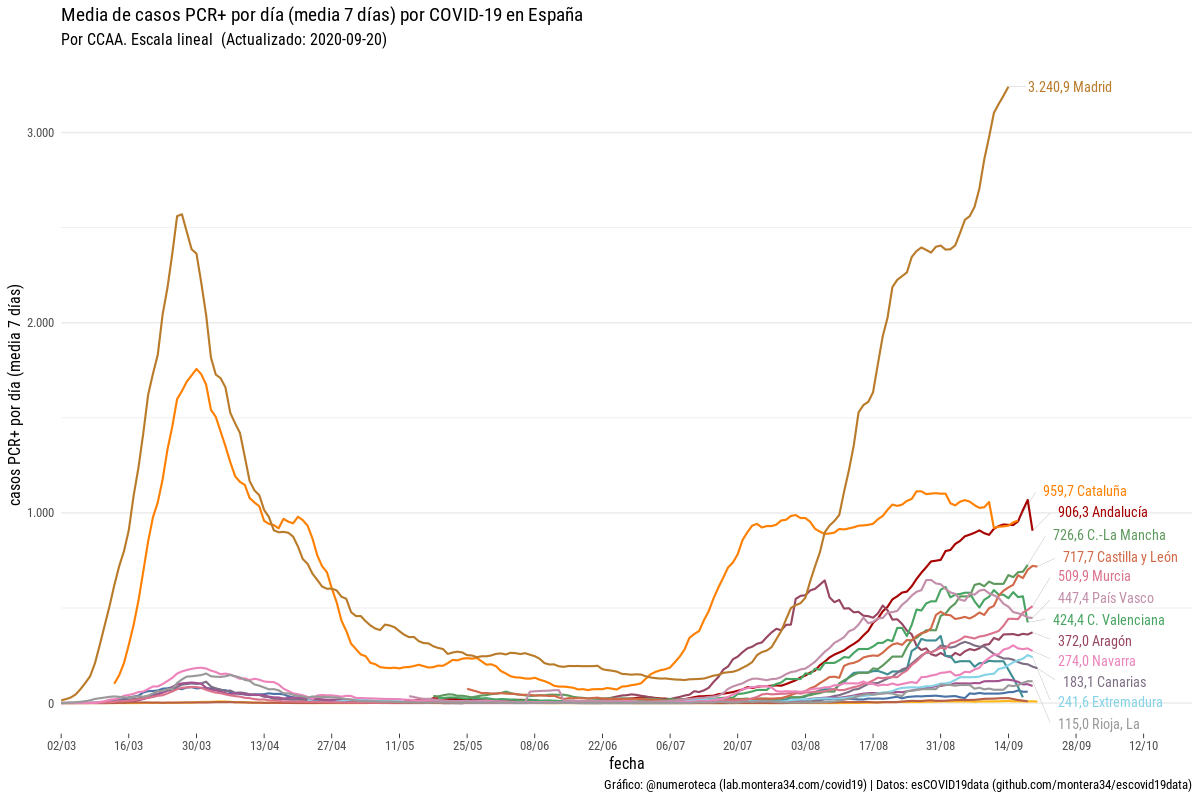 Media de casos PCR+ por día (media 7 días) por COVID-19 en España
Por CCAA. Escala lineal  (Actualizado: 2020-09-20)
casos PCR+ por día (media 7 días)
3.000
2.000
1.000
0
3.240,9 Madrid
959,7 Cataluña
906,3 Andalucía
726,6 C.-La Mancha
717,7 Castilla y León
509,9 Murcia
447,4 País Vasco
424,4 C. Valenciana
372,0 Aragón
274,0 Navarra
183,1 Canarias
241,6 Extremadura
115,0 Rioja, La
02/03 16/03 30/03 13/04 27/04 11/05 25/05 08/06 22/06 06/07 20/07 03/08 17/08 31/08 14/09 28/09 12/10
fecha
Gráfico: @numeroteca (lab.montera34.com/covid19) | Datos: esCOVID19data (github.com/montera34/escovid19data)